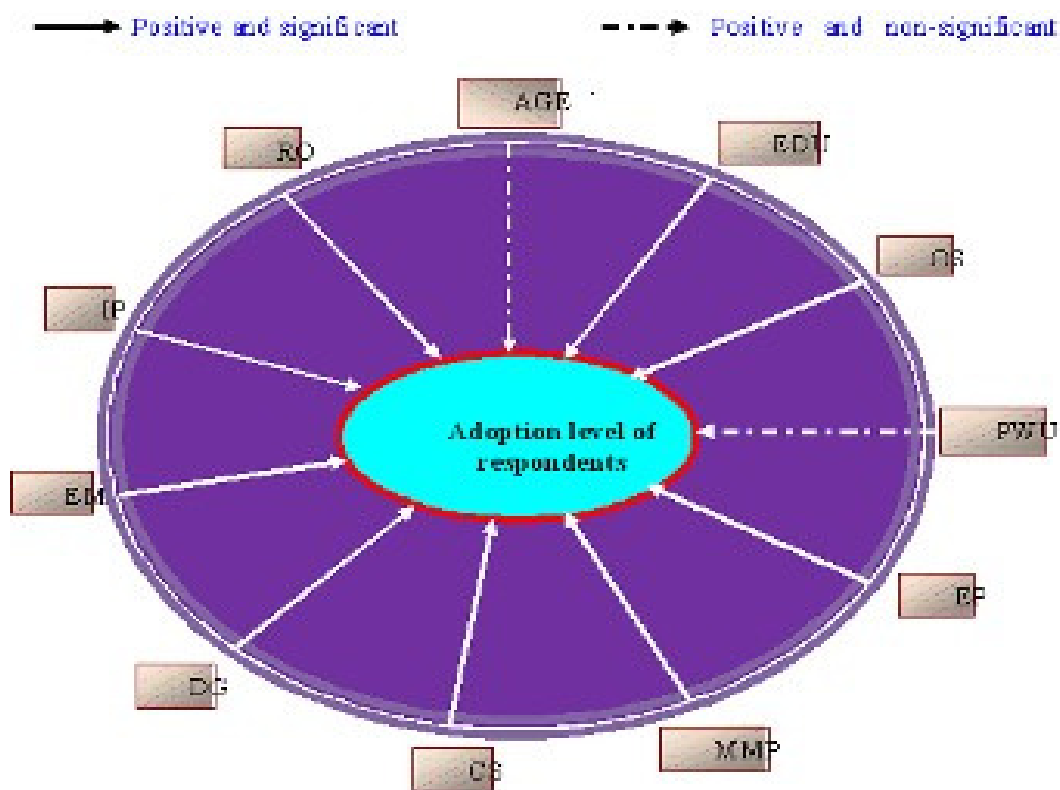 Positive and significant
Positive and non-significant
AGE
RO
EDU
OS
IP
PWU
Adoption level of
respondents
EM
EP
DG
MMP
CS